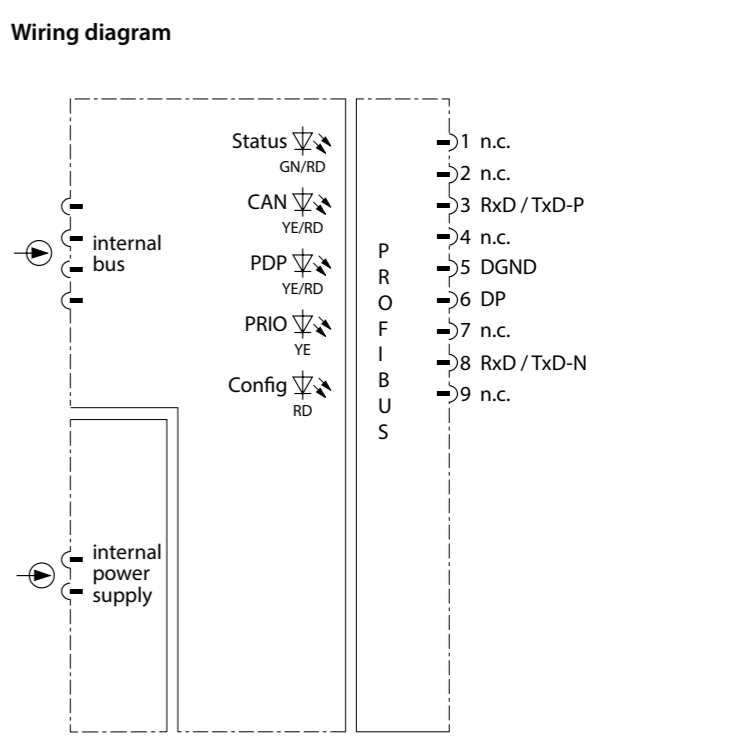 Wiring diagram
Status
GN/RD
CAN
YE/RD
PDP
YE/RD
PRIO
YE
Config
RD
internal
bus
internal
power
supply
P
R
O
F
I
B
U
S
1 n.c.
2 n.c.
3 RxD / TxD-P
4 n.c.
5 DGND
6 DP
7 n.c.
8 RxD / TxD-N
9 n.c.